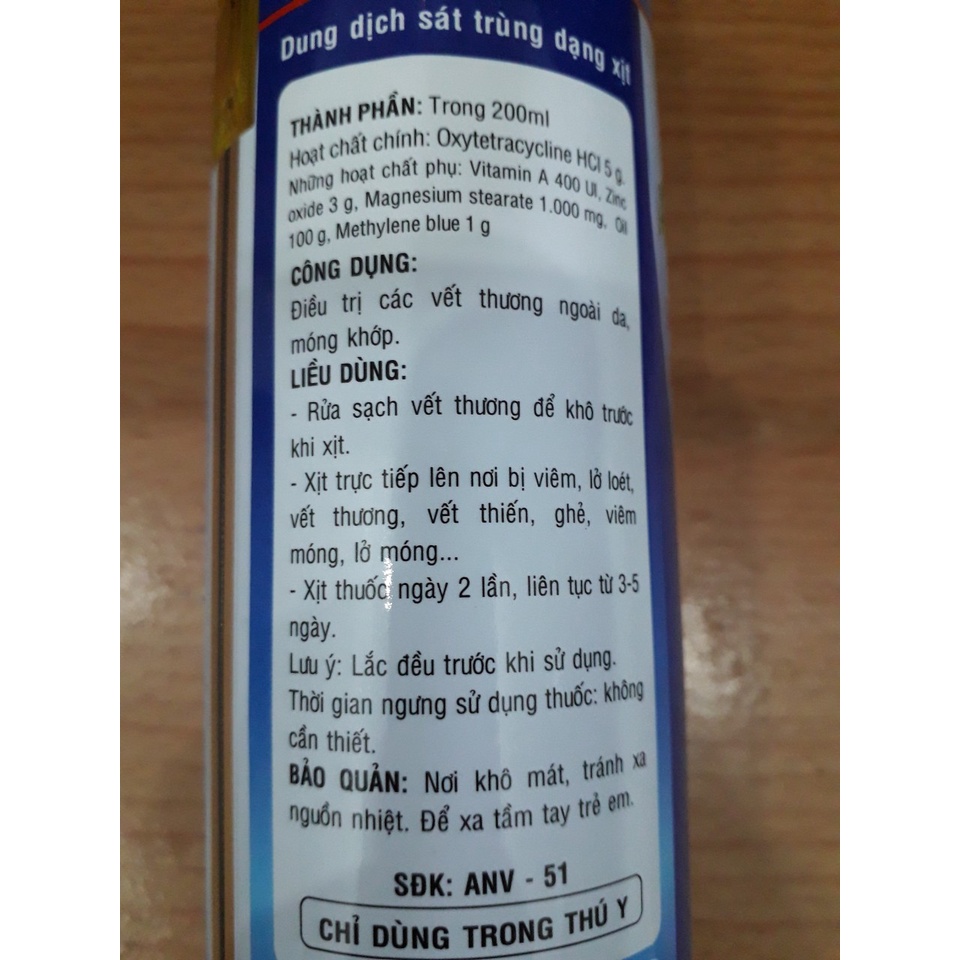 Dung dịch sát trùng dạng xịt
THÀNH PHẦN: Trong 200ml
Hoạt chất chính: Oxytetracycline HCl 5 g.
Những hoạt chất phụ: Vitamin A 400 UI, Zinc
oxide 3 g, Magnesium stearate 1.000 mg, Oil
100 g, Methylene blue 1 g
CÔNG DỤNG:
Điều trị các vết thương ngoài da,
móng khớp.
LIỀU DÙNG:
- Rửa sạch vết thương để khô trước
khi xịt.
- Xịt trực tiếp lên nơi bị viêm, lở loét,
vết thương, vết thiến, ghẻ, viêm
móng, lở móng...
- Xịt thuốc ngày 2 lần, liên tục từ 3-5
ngày.
Lưu ý: Lắc đều trước khi sử dụng.
Thời gian ngưng sử dụng thuốc: không
cần thiết.
BẢO QUẢN: Nơi khô mát, tránh xa
nguồn nhiệt. Để xa tầm tay trẻ em.
SĐK: ANV - 51
CHỈ DÙNG TRONG THÚ Y